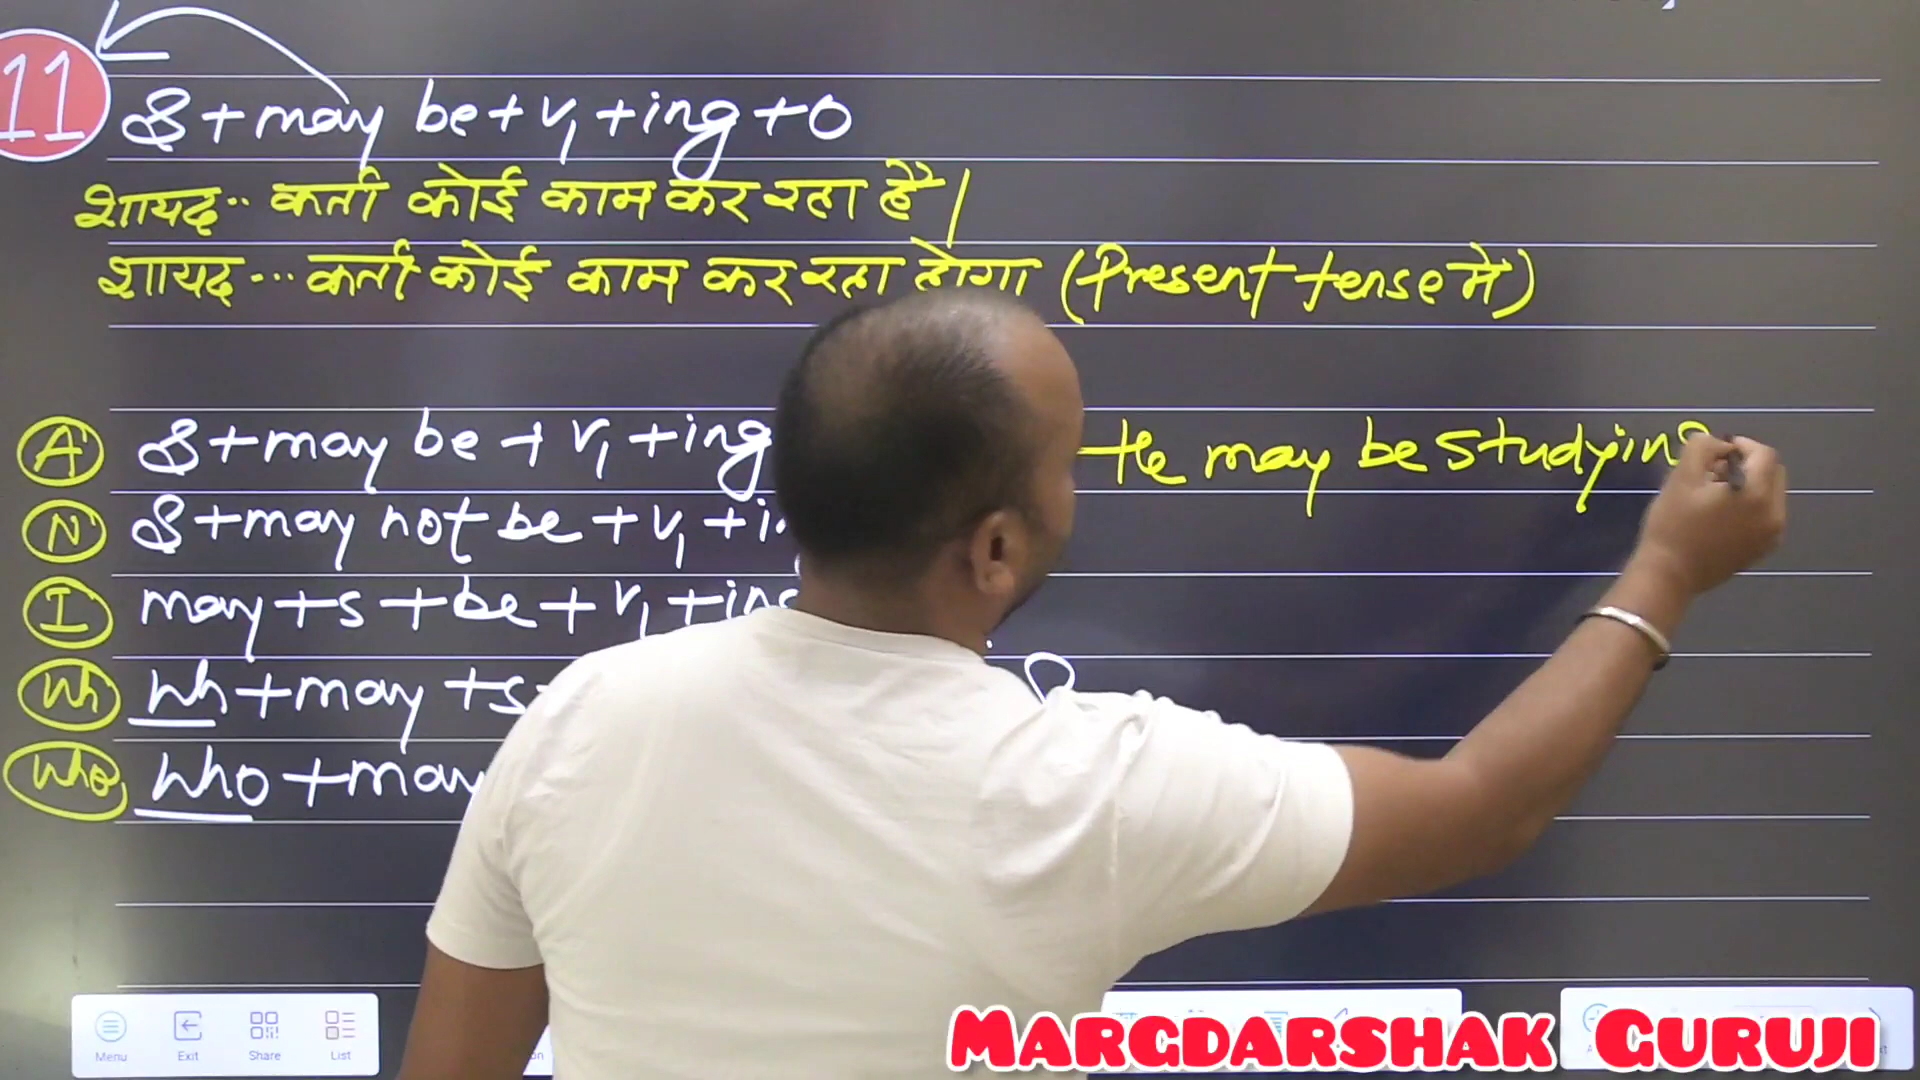 11
S + may be + V1 + ing + O
शायद.. कर्ता कोई काम कर रहा है।
शायद... कर्ता कोई काम कर रहा होगा (Present tense में)
A S + may be + V1 + ing He may be studying
N S + may not be + V1 +
I may + s + be + V1 + ing
Wh Wh + may + s
Who Who + may
Menu Exit Share List
MARGDARSHAK GURUJI